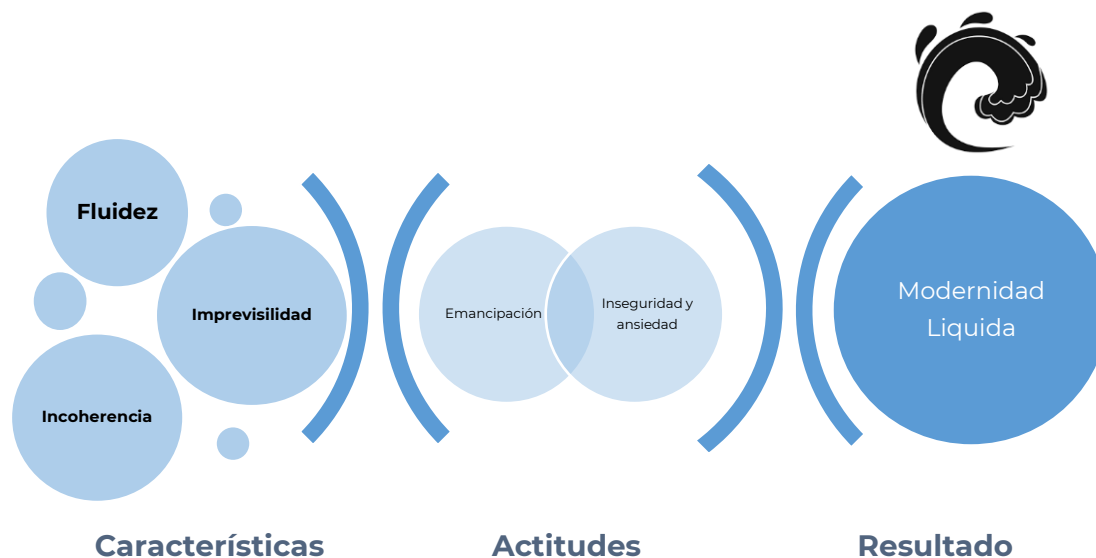 Fluidez
Imprevisilidad
Incoherencia
Emancipación
Inseguridad y
ansiedad
Modernidad
Liquida
Características
Actitudes
Resultado